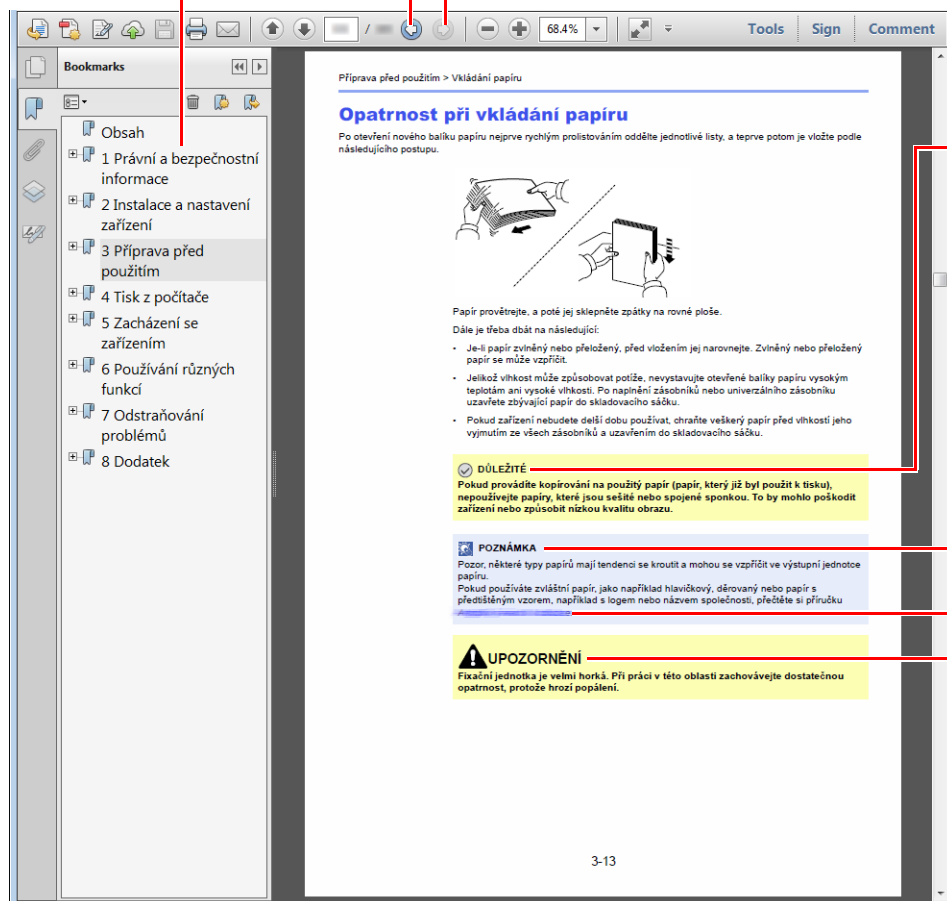 /
68.4%
Tools
Sign
Comment
Bookmarks
Obsah
1 Právní a bezpečnostní
informace
2 Instalace a nastavení
zařízení
3 Příprava před
použitím
4 Tisk z počítače
5 Zacházení se
zařízením
6 Používání různých
funkcí
7 Odstraňování
problémů
8 Dodatek
Příprava před použitím > Vkládání papíru
Opatrnost při vkládání papíru
Po otevření nového balíku papíru nejprve rychlým prolistováním oddělte jednotlivé listy, a teprve potom je vložte podle
následujícího postupu.
Papír provětrejte, a poté jej sklepněte zpátky na rovné ploše.
Dále je třeba dbát na následující:
• Je-li papír zvlněný nebo přeložený, před vložením jej narovnejte. Zvlněný nebo přeložený
papír se může vzpříčit.
• Jelikož vlhkost může způsobovat potíže, nevystavujte otevřené balíky papíru vysokým
teplotám ani vysoké vlhkosti. Po naplnění zásobníků nebo univerzálního zásobníku
uzavřete zbývající papír do skladovacího sáčku.
• Pokud zařízení nebudete delší dobu používat, chraňte veškerý papír před vlhkostí jeho
vyjmutím ze všech zásobníků a uzavřením do skladovacího sáčku.
DŮLEŽITÉ
Pokud provádíte kopírování na použitý papír (papír, který již byl použit k tisku),
nepoužívejte papíry, které jsou sešité nebo spojené sponkou. To by mohlo poškodit
zařízení nebo způsobit nízkou kvalitu obrazu.
POZNÁMKA
Pozor, některé typy papírů mají tendenci se kroutit a mohou se vzpříčit ve výstupní jednotce
papíru.
Pokud používáte zvláštní papír, jako například hlavičkový, děrovaný nebo papír s
předtištěným vzorem, například s logem nebo názvem společnosti, přečtěte si příručku
UPOZORNĚNÍ
Fixační jednotka je velmi horká. Při práci v této oblasti zachovávejte dostatečnou
opatrnost, protože hrozí popálení.
3-13